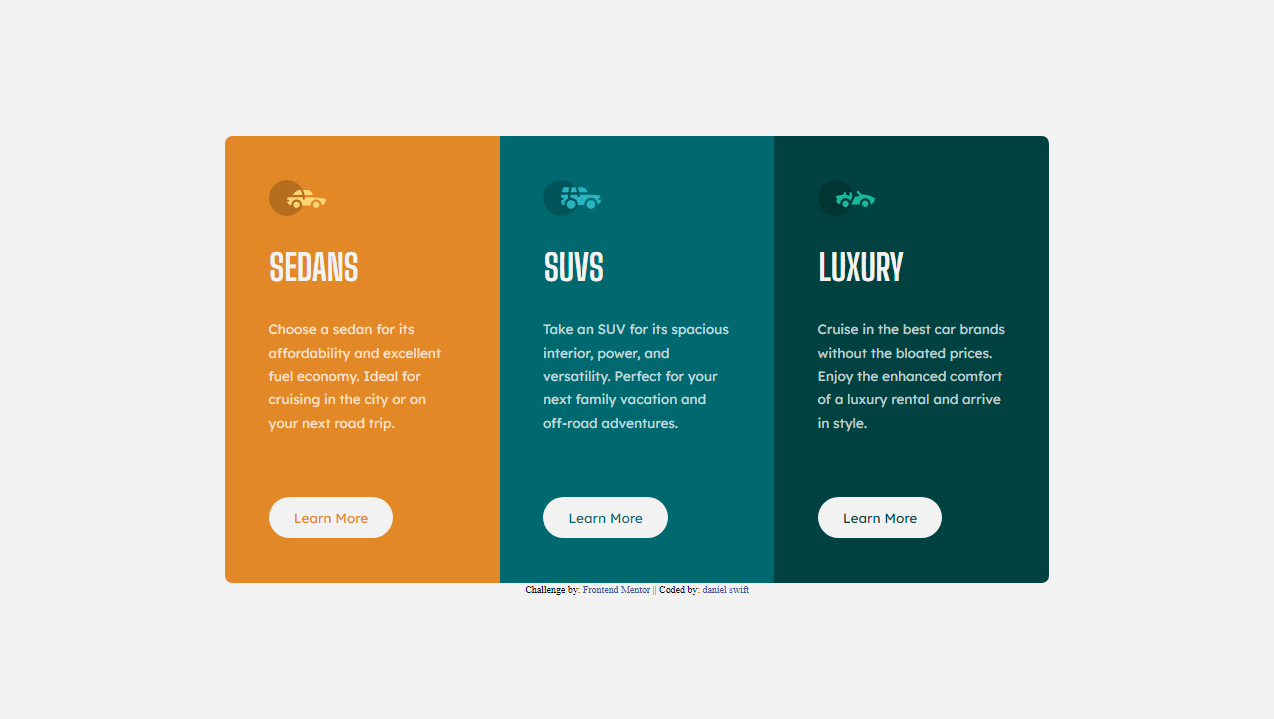 SEDANS
Choose a sedan for its
affordability and excellent
fuel economy. Ideal for
cruising in the city or on
your next road trip.
Learn More
SUVS
Take an SUV for its spacious
interior, power, and
versatility. Perfect for your
next family vacation and
off-road adventures.
Learn More
LUXURY
Cruise in the best car brands
without the bloated prices.
Enjoy the enhanced comfort
of a luxury rental and arrive
in style.
Learn More
Challenge by: Frontend Mentor || Coded by: daniel swift